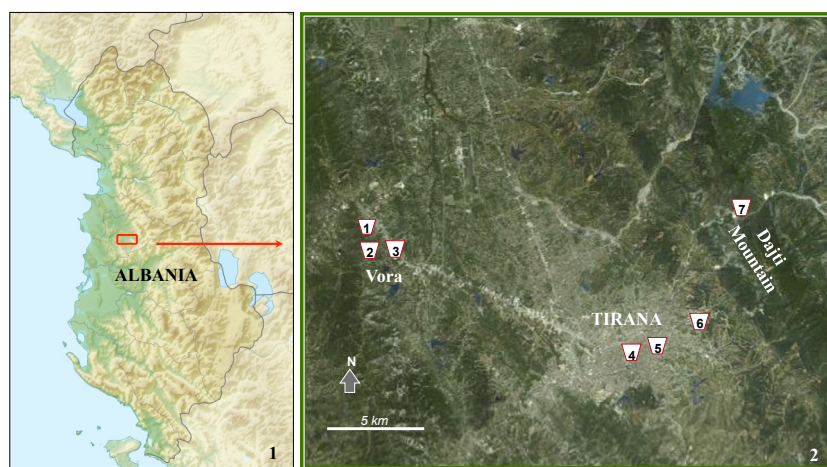 ALBANIA
1
1
2
3
Vora
TIRANA
4
5
6
7
Dajti
Mountain
N
5 km
2